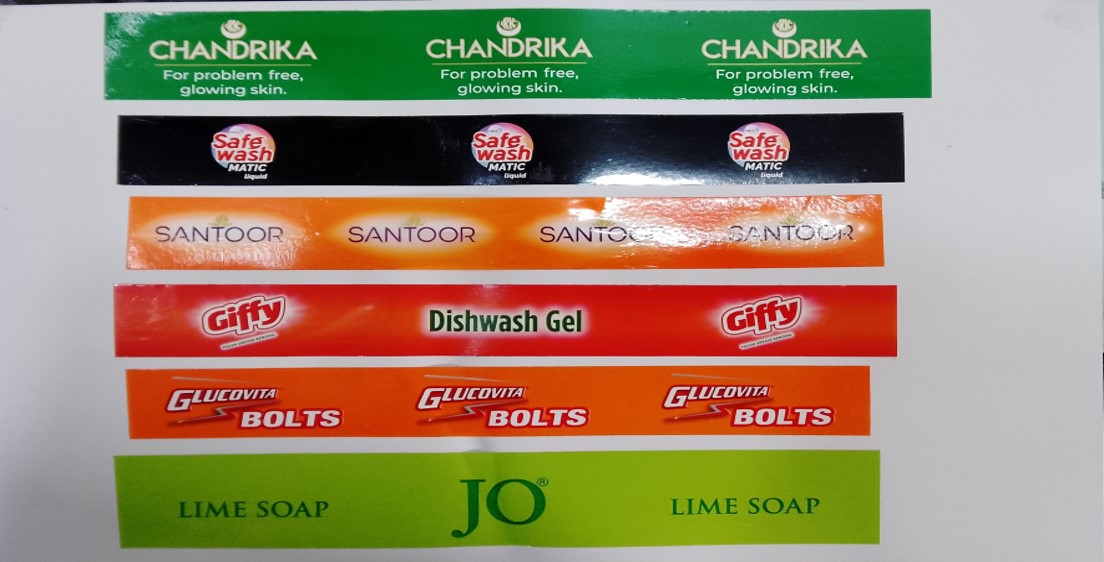 CHANDRIKA CHANDRIKA CHANDRIKA
For problem free, For problem free, For problem free,
glowing skin. glowing skin. glowing skin.
Safe Safe Safe
wash wash wash
MATIC MATIC MATIC
liquid liquid liquid
SANTOOR SANTOOR SANTOOR SANTOOR
Giffy Dishwash Gel Giffy
GLUCOVITA GLUCOVITA GLUCOVITA
BOLTS BOLTS BOLTS
LIME SOAP JO® LIME SOAP